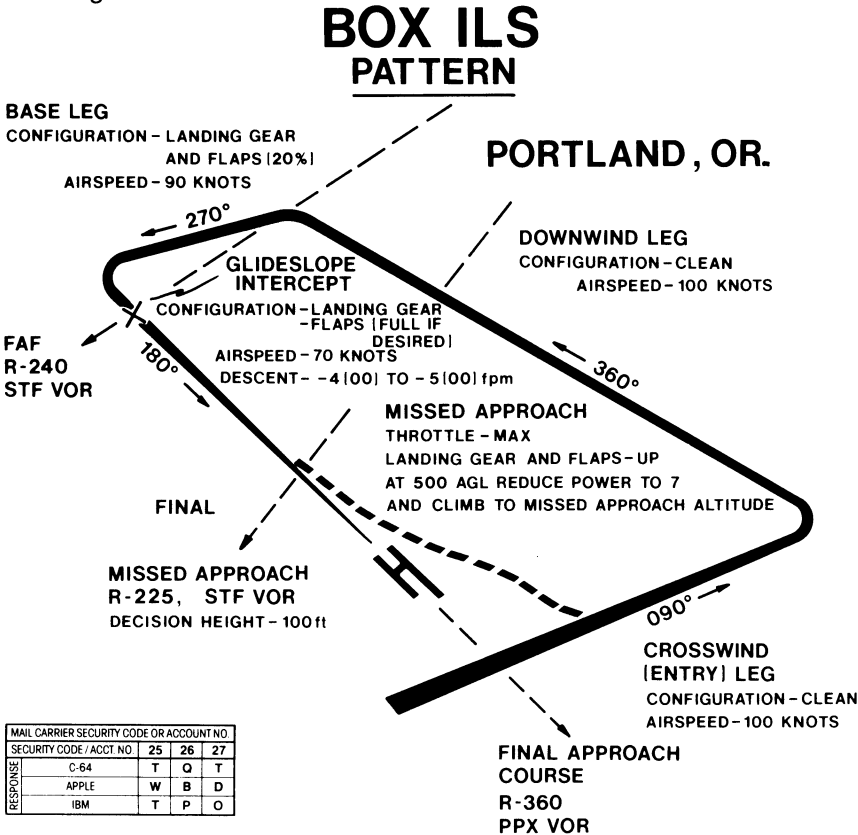 BOX ILS
PATTERN
PORTLAND, OR.
BASE LEG
CONFIGURATION - LANDING GEAR
AND FLAPS (20%)
AIRSPEED - 90 KNOTS
270°
DOWNWIND LEG
CONFIGURATION - CLEAN
AIRSPEED - 100 KNOTS
GLIDESLOPE
INTERCEPT
CONFIGURATION - LANDING GEAR
- FLAPS (FULL IF
DESIRED)
AIRSPEED - 70 KNOTS
DESCENT - -4(00) TO -5(00) fpm
FAF
R-240
STF VOR
180°
360°
MISSED APPROACH
THROTTLE - MAX
LANDING GEAR AND FLAPS - UP
AT 500 AGL REDUCE POWER TO 7
AND CLIMB TO MISSED APPROACH ALTITUDE
FINAL
MISSED APPROACH
R-225, STF VOR
DECISION HEIGHT - 100 ft
090°
CROSSWIND
(ENTRY) LEG
CONFIGURATION - CLEAN
AIRSPEED - 100 KNOTS
FINAL APPROACH
COURSE
R-360
PPX VOR
MAIL CARRIER SECURITY CODE OR ACCOUNT NO.
SECURITY CODE / ACCT. NO. 25 26 27
RESPONSE
C-64 T Q T
APPLE W B D
IBM T P O